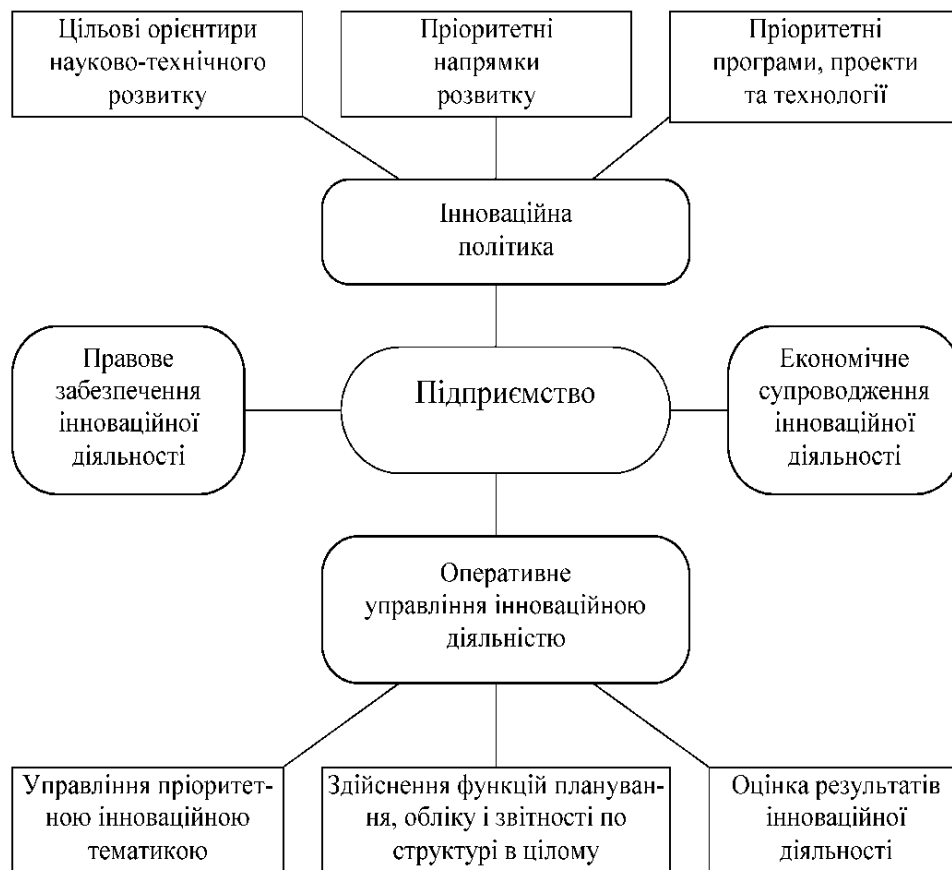 Цільові орієнтири
науково-технічного
розвитку
Пріоритетні
напрямки
розвитку
Пріоритетні
програми, проекти
та технології
Інноваційна
політика
Правове
забезпечення
інноваційної
діяльності
Підприємство
Економічне
супроводження
інноваційної
діяльності
Оперативне
управління інноваційною
діяльністю
Управління пріоритет-
ною інноваційною
тематикою
Здійснення функцій плануван-
ня, обліку і звітності по
структурі в цілому
Оцінка результатів
інноваційної
діяльності